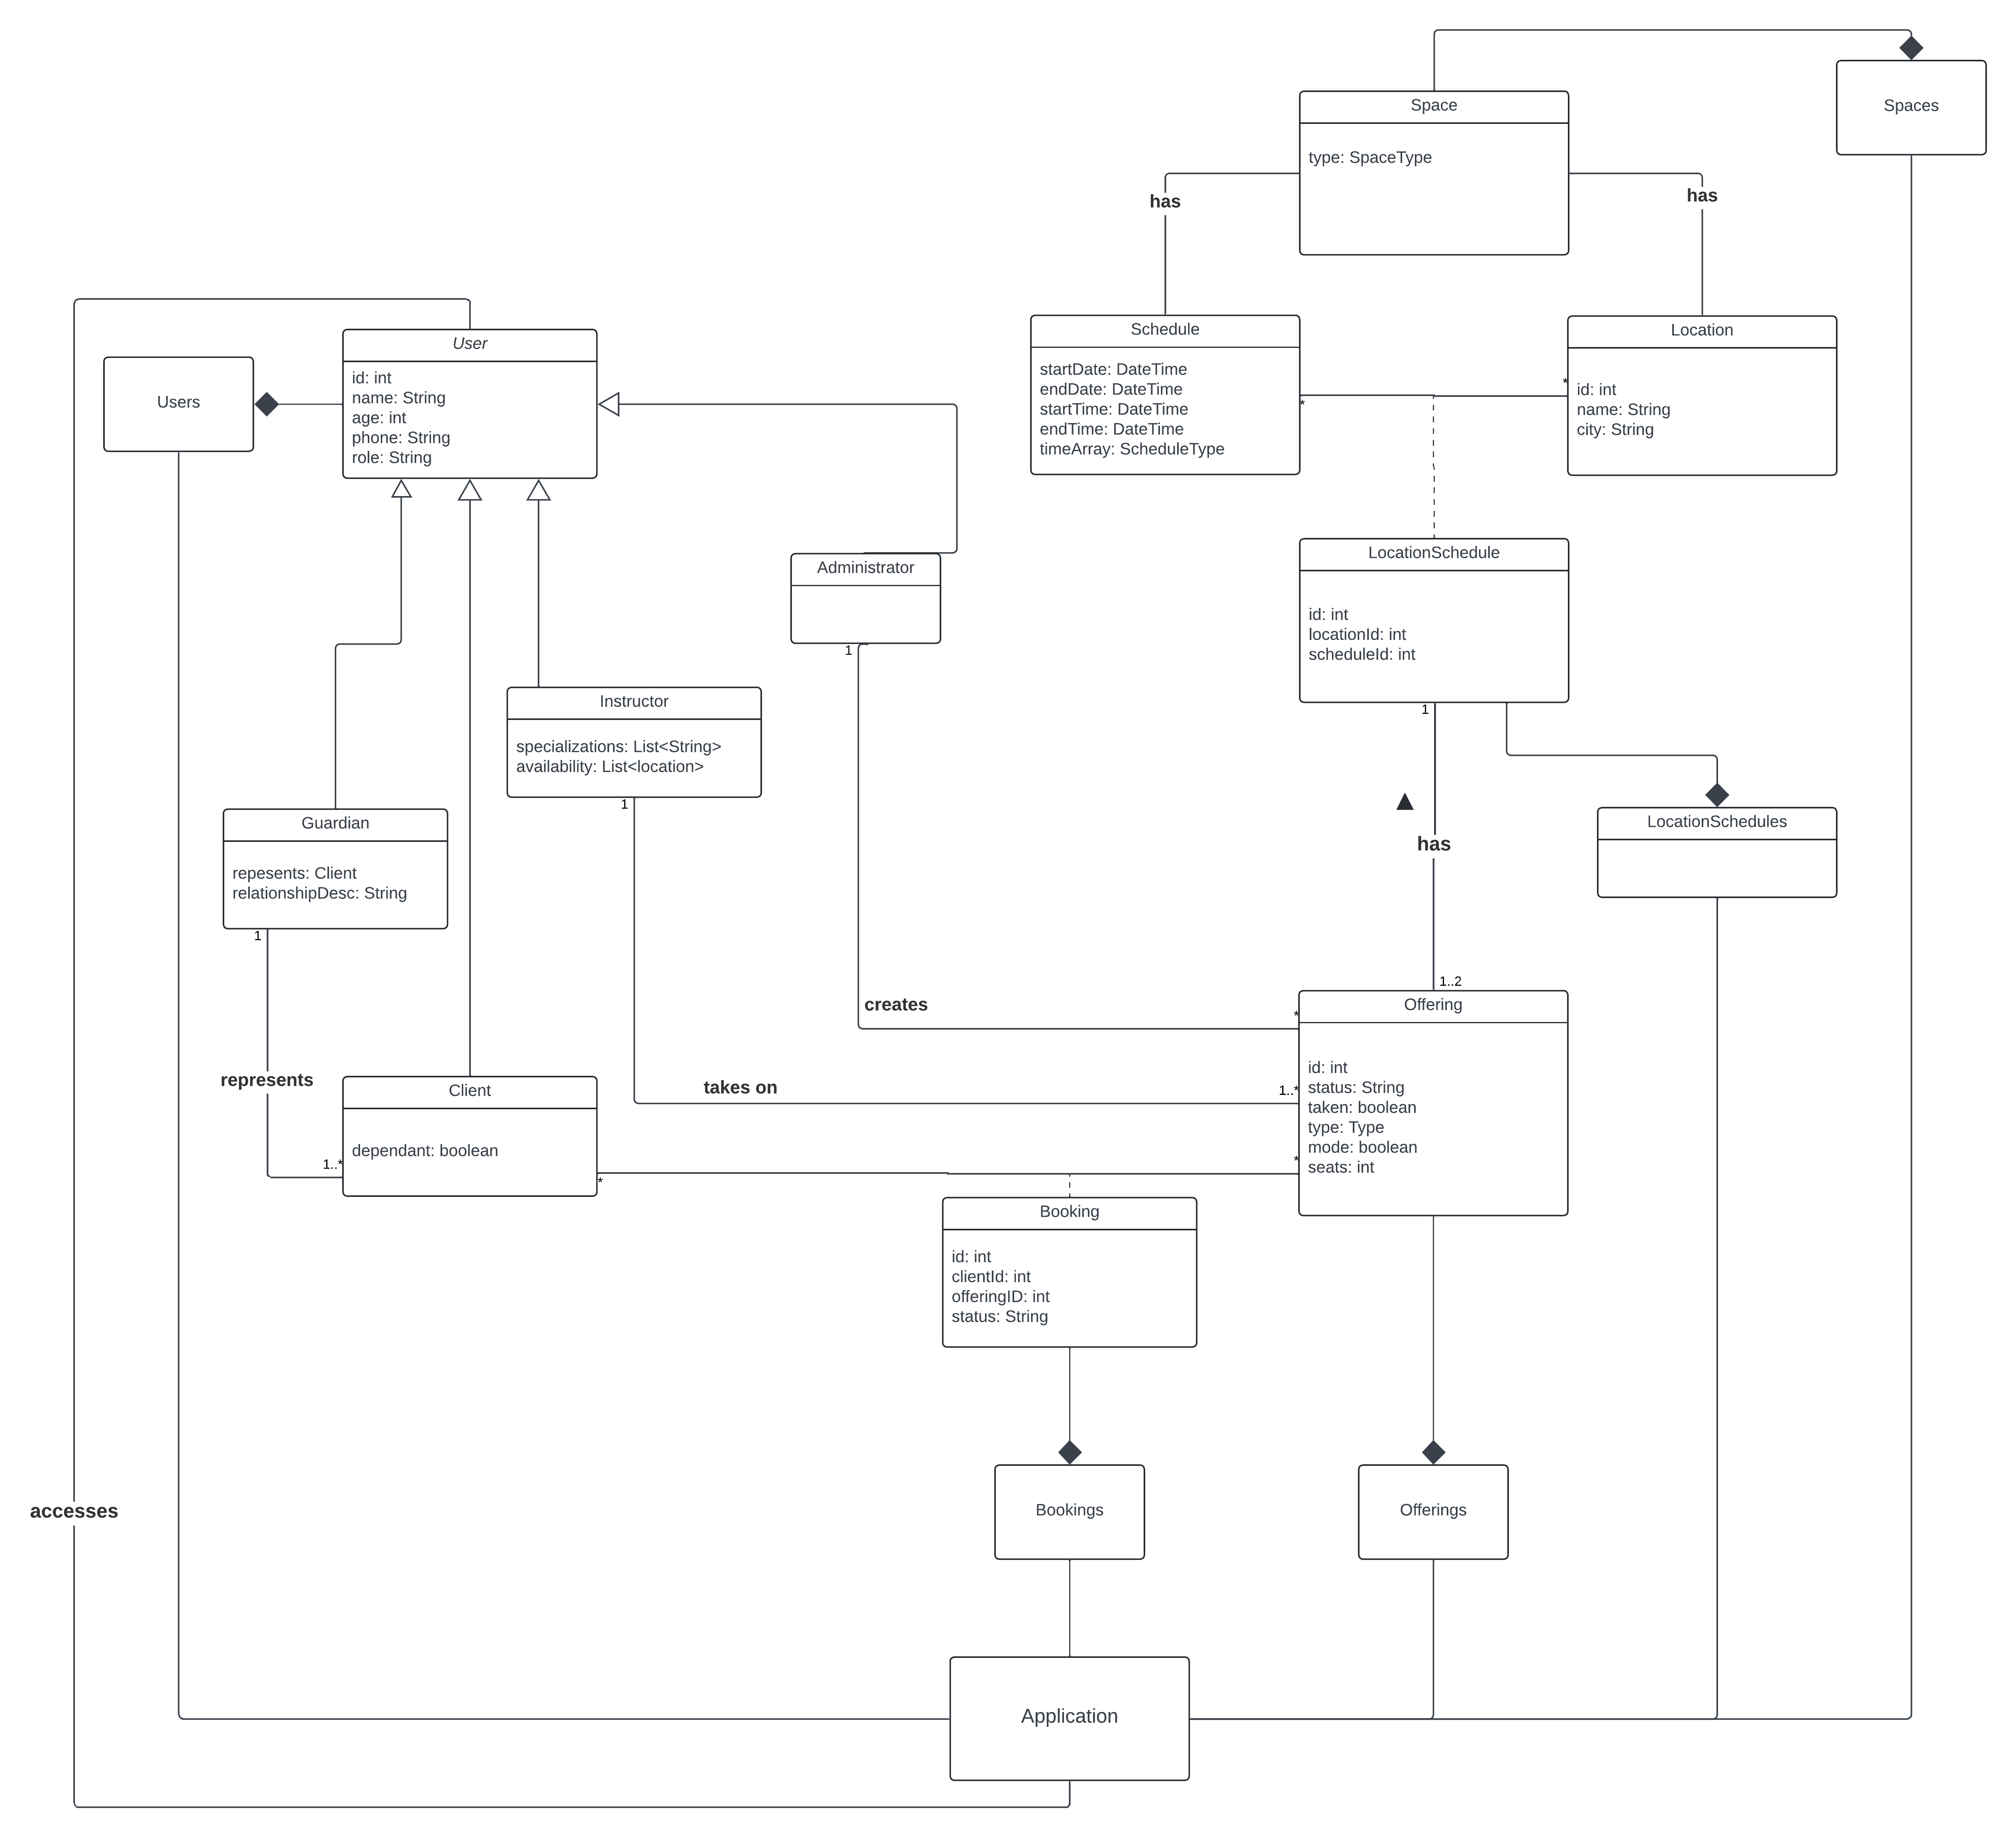 Space
type: SpaceType
Spaces
has
has
Schedule
startDate: DateTime
endDate: DateTime
startTime: DateTime
endTime: DateTime
timeArray: ScheduleType
*
Location
id: int
name: String
city: String
*
User
id: int
name: String
age: int
phone: String
role: String
Users
Administrator
1
LocationSchedule
id: int
locationId: int
scheduleId: int
1
Instructor
specializations: List<String>
availability: List<location>
1
Guardian
repesents: Client
relationshipDesc: String
1
has
LocationSchedules
1..2
creates
*
Offering
id: int
status: String
taken: boolean
type: Type
mode: boolean
seats: int
represents
takes on
1..*
Client
dependant: boolean
1..*
*
*
Booking
id: int
clientId: int
offeringID: int
status: String
accesses
Bookings
Offerings
Application